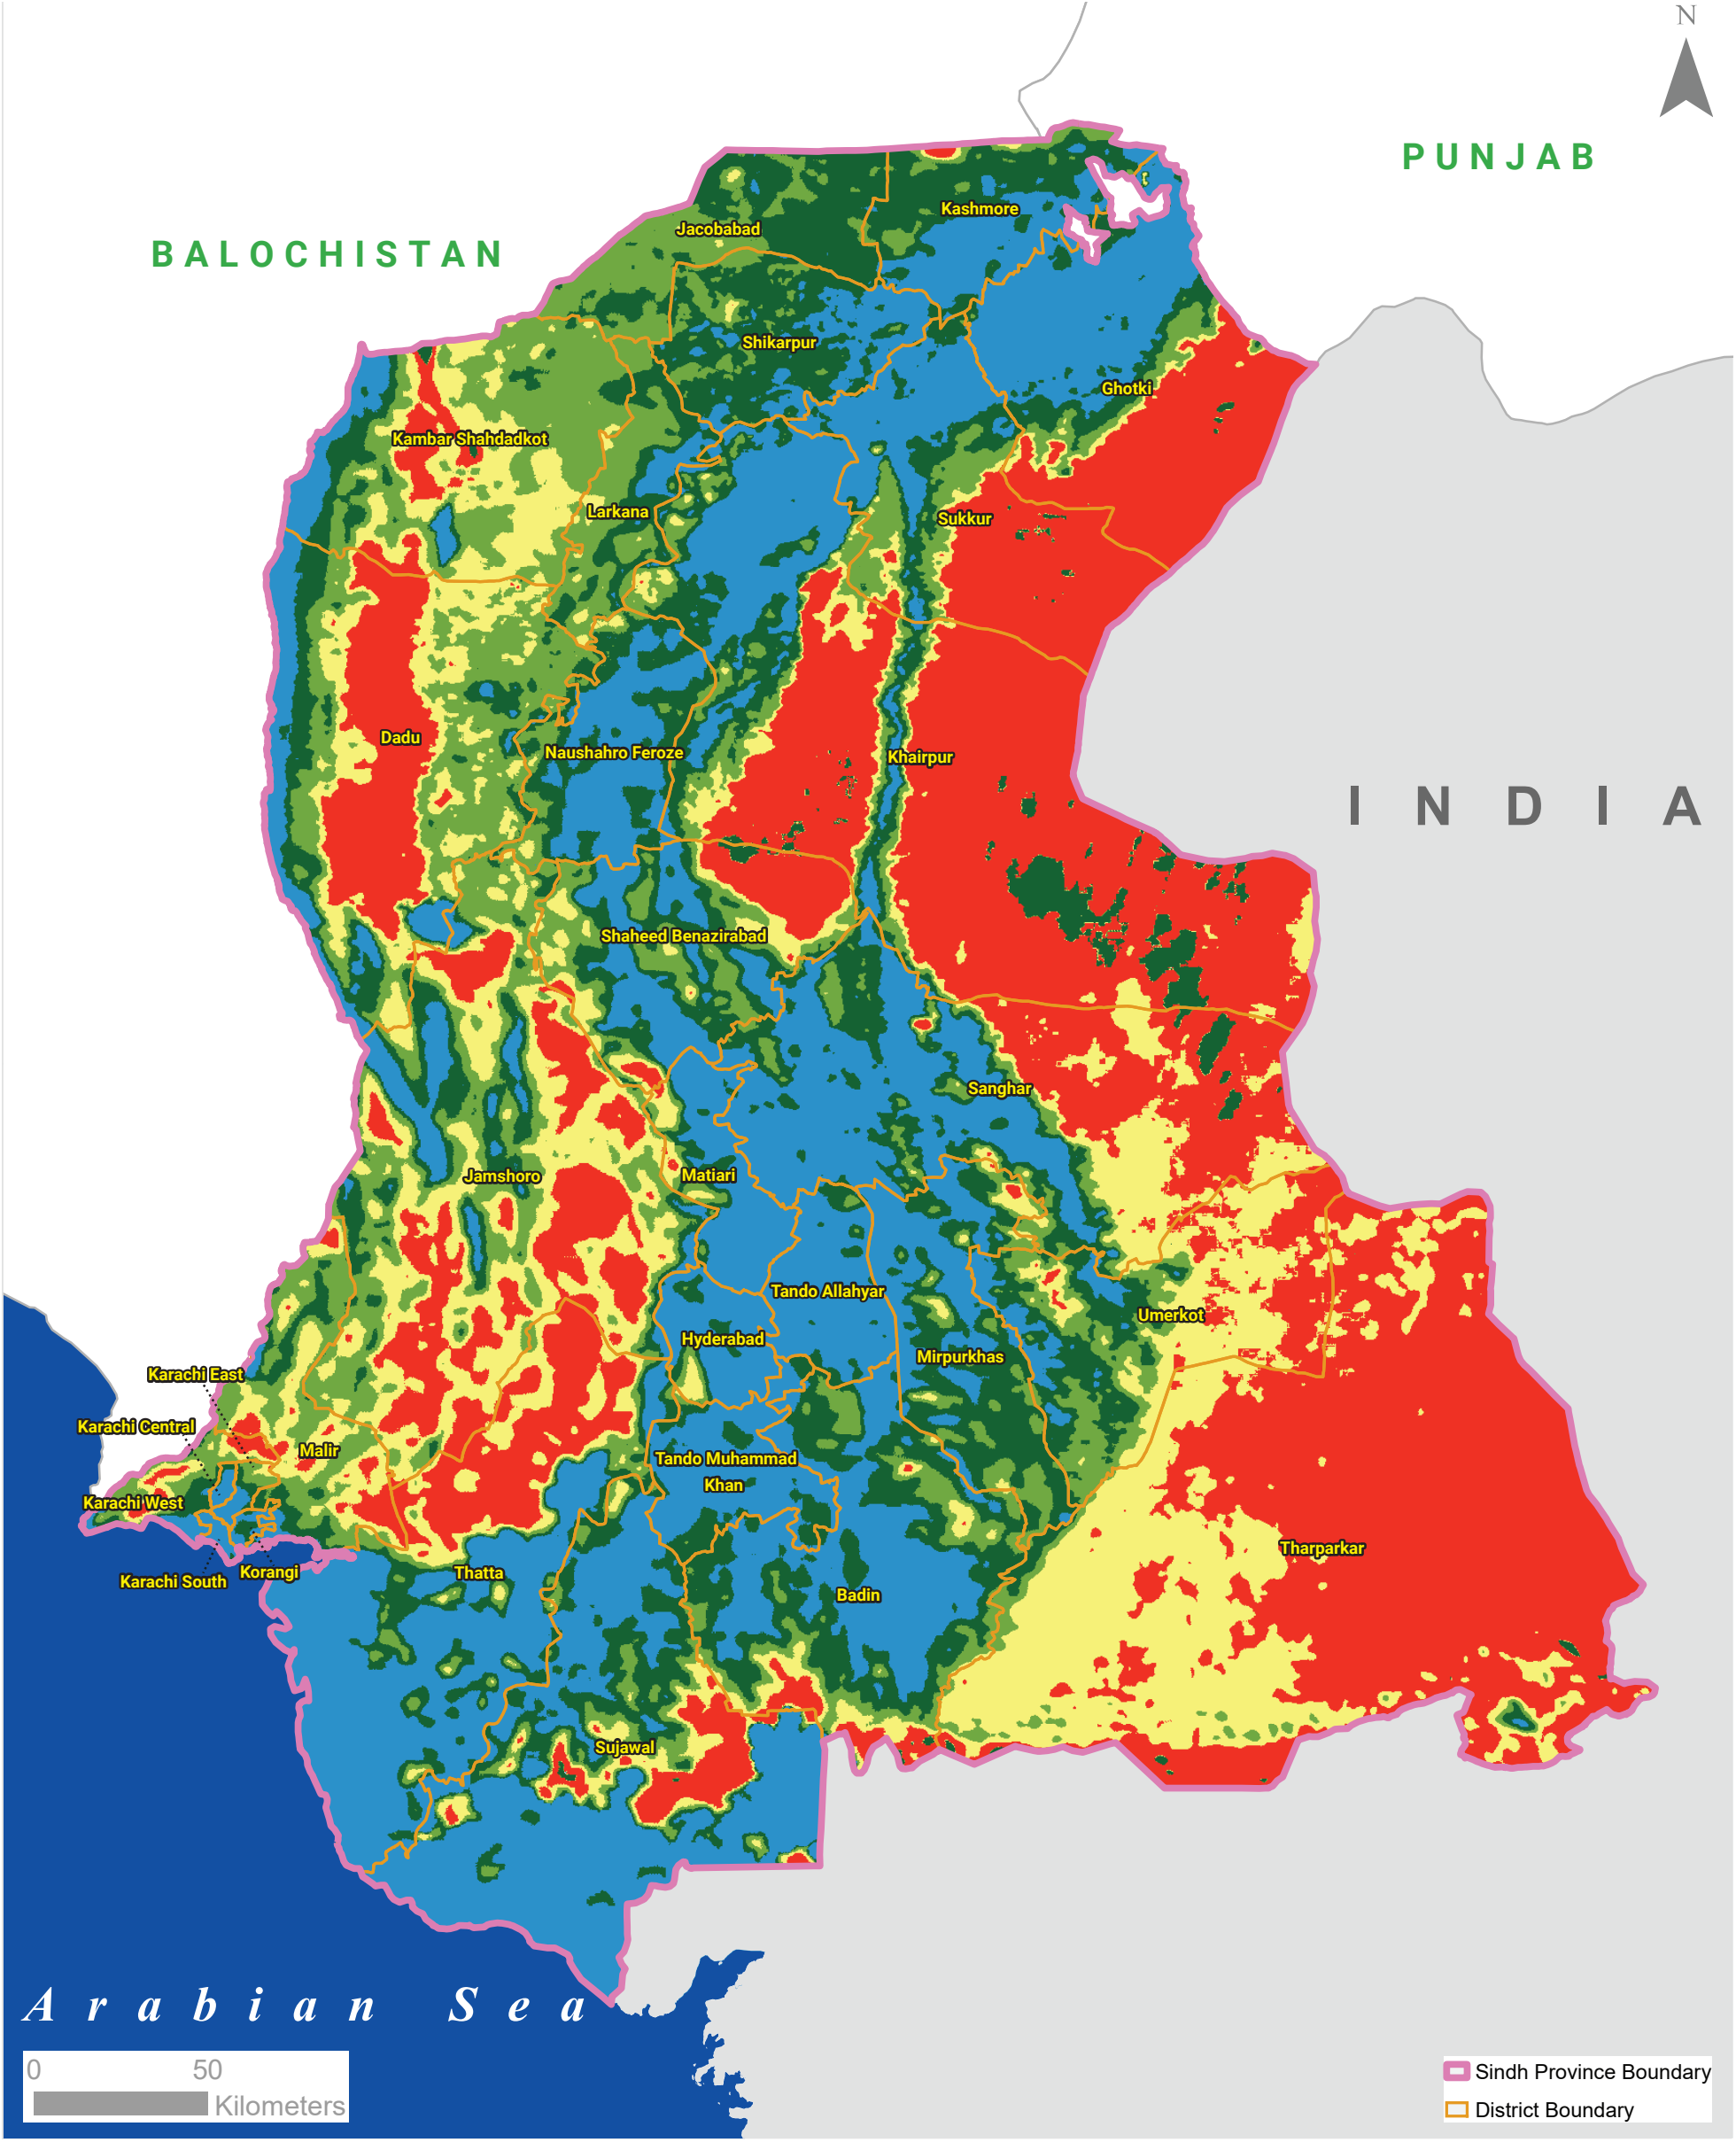 N
PUNJAB
BALOCHISTAN
Kashmore
Jacobabad
Shikarpur
Ghotki
Kambar Shahdadkot
Larkana
Sukkur
Dadu
Naushahro Feroze
Khairpur
INDIA
Shaheed Benazirabad
Sanghar
Jamshoro
Matiari
Tando Allahyar
Umerkot
Hyderabad
Mirpurkhas
Karachi East
Karachi Central
Malir
Tando Muhammad
Khan
Karachi West
Tharparkar
Korangi
Thatta
Karachi South
Badin
Sujawal
Arabian Sea
0 50
Kilometers
Sindh Province Boundary
District Boundary